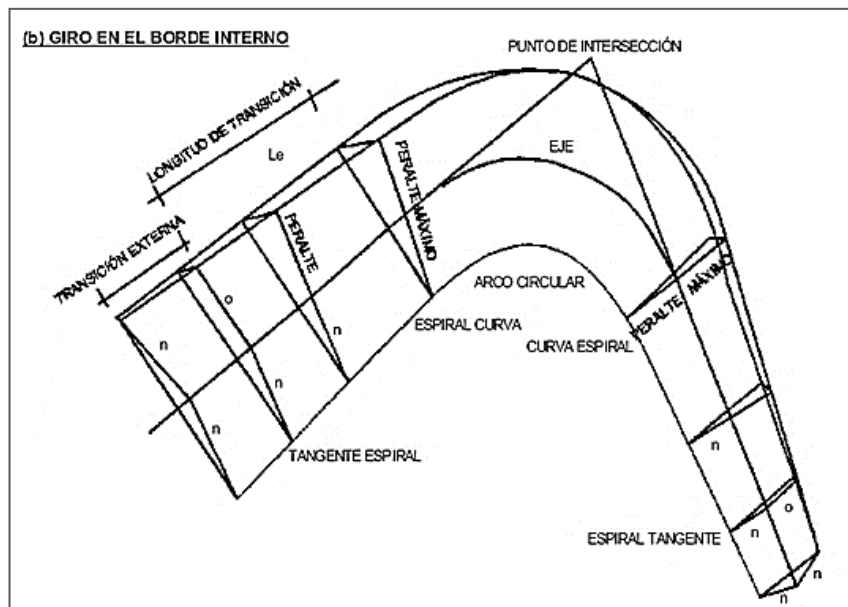 (b) GIRO EN EL BORDE INTERNO
PUNTO DE INTERSECCIÓN
LONGITUD DE TRANSICIÓN
Le
EJE
PERALTE MÁXIMO
PERALTE
TRANSICIÓN EXTERNA
ARCO CIRCULAR
o
n
n
ESPIRAL CURVA
PERALTE MÁXIMO
CURVA ESPIRAL
n
n
TANGENTE ESPIRAL
n
o
ESPIRAL TANGENTE
n
n
n